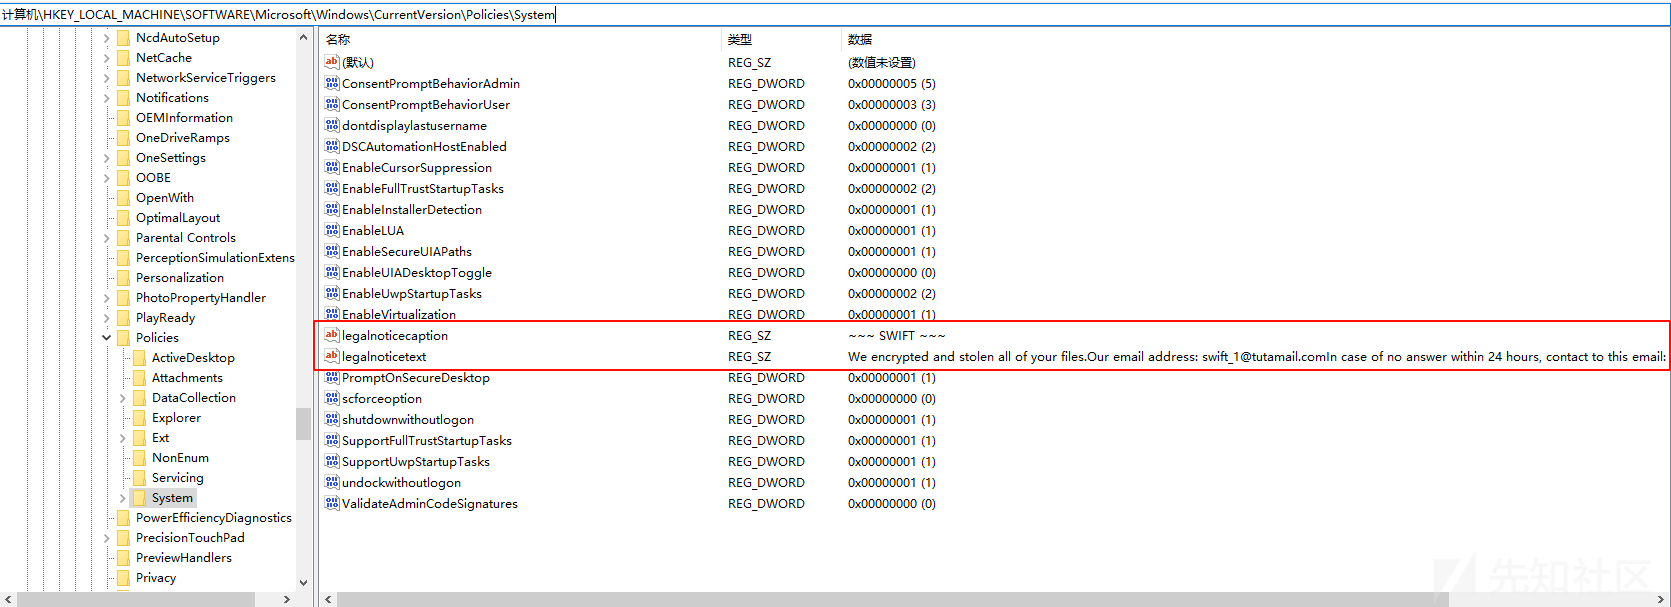 计算机\HKEY_LOCAL_MACHINE\SOFTWARE\Microsoft\Windows\CurrentVersion\Policies\System
NcdAutoSetup
NetCache
NetworkServiceTriggers
Notifications
OEMInformation
OneDriveRamps
OneSettings
OOBE
OpenWith
OptimalLayout
Parental Controls
PerceptionSimulationExtens
Personalization
PhotoPropertyHandler
PlayReady
Policies
ActiveDesktop
Attachments
DataCollection
Explorer
Ext
NonEnum
Servicing
System
PowerEfficiencyDiagnostics
PrecisionTouchPad
PreviewHandlers
Privacy
名称 类型 数据
ab (默认) REG_SZ (数值未设置)
ConsentPromptBehaviorAdmin REG_DWORD 0x00000005 (5)
ConsentPromptBehaviorUser REG_DWORD 0x00000003 (3)
dontdisplaylastusername REG_DWORD 0x00000000 (0)
DSCAutomationHostEnabled REG_DWORD 0x00000002 (2)
EnableCursorSuppression REG_DWORD 0x00000001 (1)
EnableFullTrustStartupTasks REG_DWORD 0x00000002 (2)
EnableInstallerDetection REG_DWORD 0x00000001 (1)
EnableLUA REG_DWORD 0x00000001 (1)
EnableSecureUIAPaths REG_DWORD 0x00000001 (1)
EnableUIADesktopToggle REG_DWORD 0x00000000 (0)
EnableUwpStartupTasks REG_DWORD 0x00000002 (2)
EnableVirtualization REG_DWORD 0x00000001 (1)
ab legalnoticecaption REG_SZ ~~~ SWIFT ~~~
ab legalnoticetext REG_SZ We encrypted and stolen all of your files.Our email address: swift_1@tutamail.comIn case of no answer within 24 hours, contact to this email:
PromptOnSecureDesktop REG_DWORD 0x00000001 (1)
scforceoption REG_DWORD 0x00000000 (0)
shutdownwithoutlogon REG_DWORD 0x00000001 (1)
SupportFullTrustStartupTasks REG_DWORD 0x00000001 (1)
SupportUwpStartupTasks REG_DWORD 0x00000001 (1)
undockwithoutlogon REG_DWORD 0x00000001 (1)
ValidateAdminCodeSignatures REG_DWORD 0x00000000 (0)
先知社区